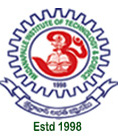 MADANAPALLE INSTITUTE OF TECHNOLOGY & SCIENCE
1998
Estd 1998